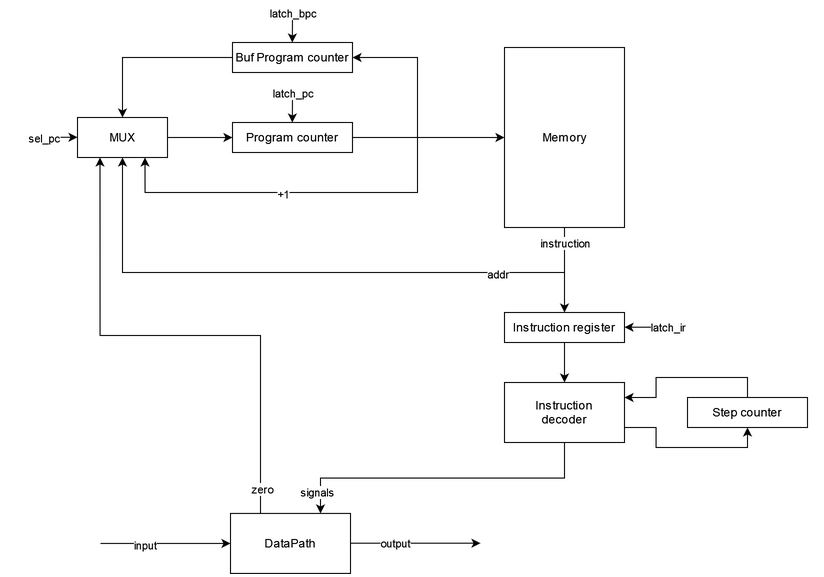 latch_bpc
Buf Program counter
latch_pc
sel_pc
MUX
Program counter
Memory
+1
instruction
addr
Instruction register
latch_ir
Instruction
decoder
Step counter
zero
signals
input
DataPath
output